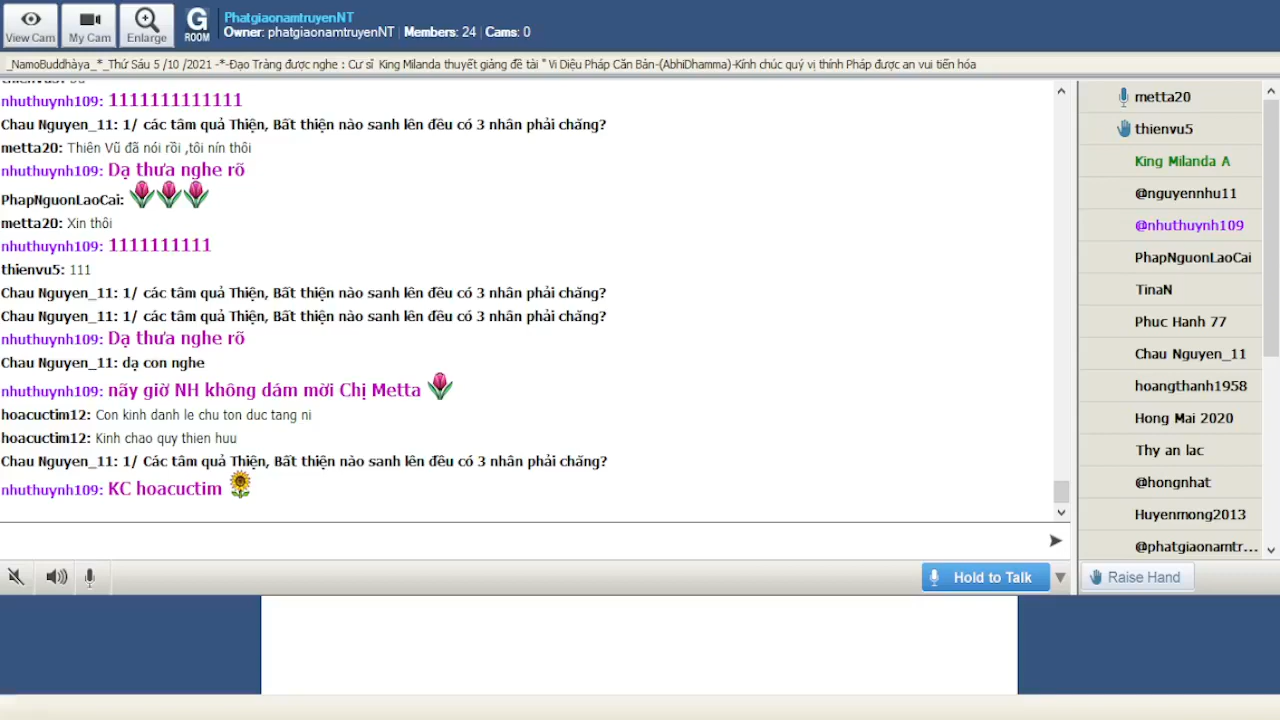 View Cam
My Cam
Enlarge
G ROOM
PhatgiaonamtruyenNT
Owner: phatgiaonamtruyenNT | Members: 24 | Cams: 0
_NamoBuddhàya_*_Thứ Sáu 5 /10 /2021 -*-Đạo Tràng được nghe : Cư sĩ King Milanda thuyết giảng đề tài " Vi Diệu Pháp Căn Bản-(AbhiDhamma)-Kính chúc quý vị thính Pháp được an vui tiến hóa
nhuthuynh109: 1111111111111
Chau Nguyen_11: 1/ các tâm quả Thiện, Bất thiện nào sanh lên đều có 3 nhân phải chăng?
metta20: Thiên Vũ đã nói rồi ,tôi nín thôi
nhuthuynh109: Dạ thưa nghe rõ
PhapNguonLaoCai:
metta20: Xin thôi
nhuthuynh109: 1111111111
thienvu5: 111
Chau Nguyen_11: 1/ các tâm quả Thiện, Bất thiện nào sanh lên đều có 3 nhân phải chăng?
Chau Nguyen_11: 1/ các tâm quả Thiện, Bất thiện nào sanh lên đều có 3 nhân phải chăng?
nhuthuynh109: Dạ thưa nghe rõ
Chau Nguyen_11: dạ con nghe
nhuthuynh109: nãy giờ NH không dám mời Chị Metta
hoacuctim12: Con kinh danh le chu ton duc tang ni
hoacuctim12: Kinh chao quy thien huu
Chau Nguyen_11: 1/ Các tâm quả Thiện, Bất thiện nào sanh lên đều có 3 nhân phải chăng?
nhuthuynh109: KC hoacuctim
metta20
thienvu5
King Milanda A
@nguyennhu11
@nhuthuynh109
PhapNguonLaoCai
TinaN
Phuc Hanh 77
Chau Nguyen_11
hoangthanh1958
Hong Mai 2020
Thy an lac
@hongnhat
Huyenmong2013
@phatgiaonamtr...
Hold to Talk
Raise Hand